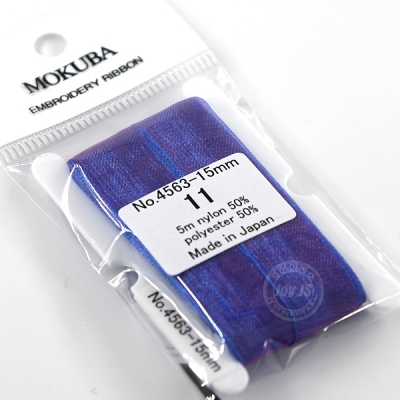 MOKUBA
EMBROIDERY RIBBON
No.4563-15mm
11
5m nylon 50%
polyester 50%
Made in Japan
No.4563-15mm